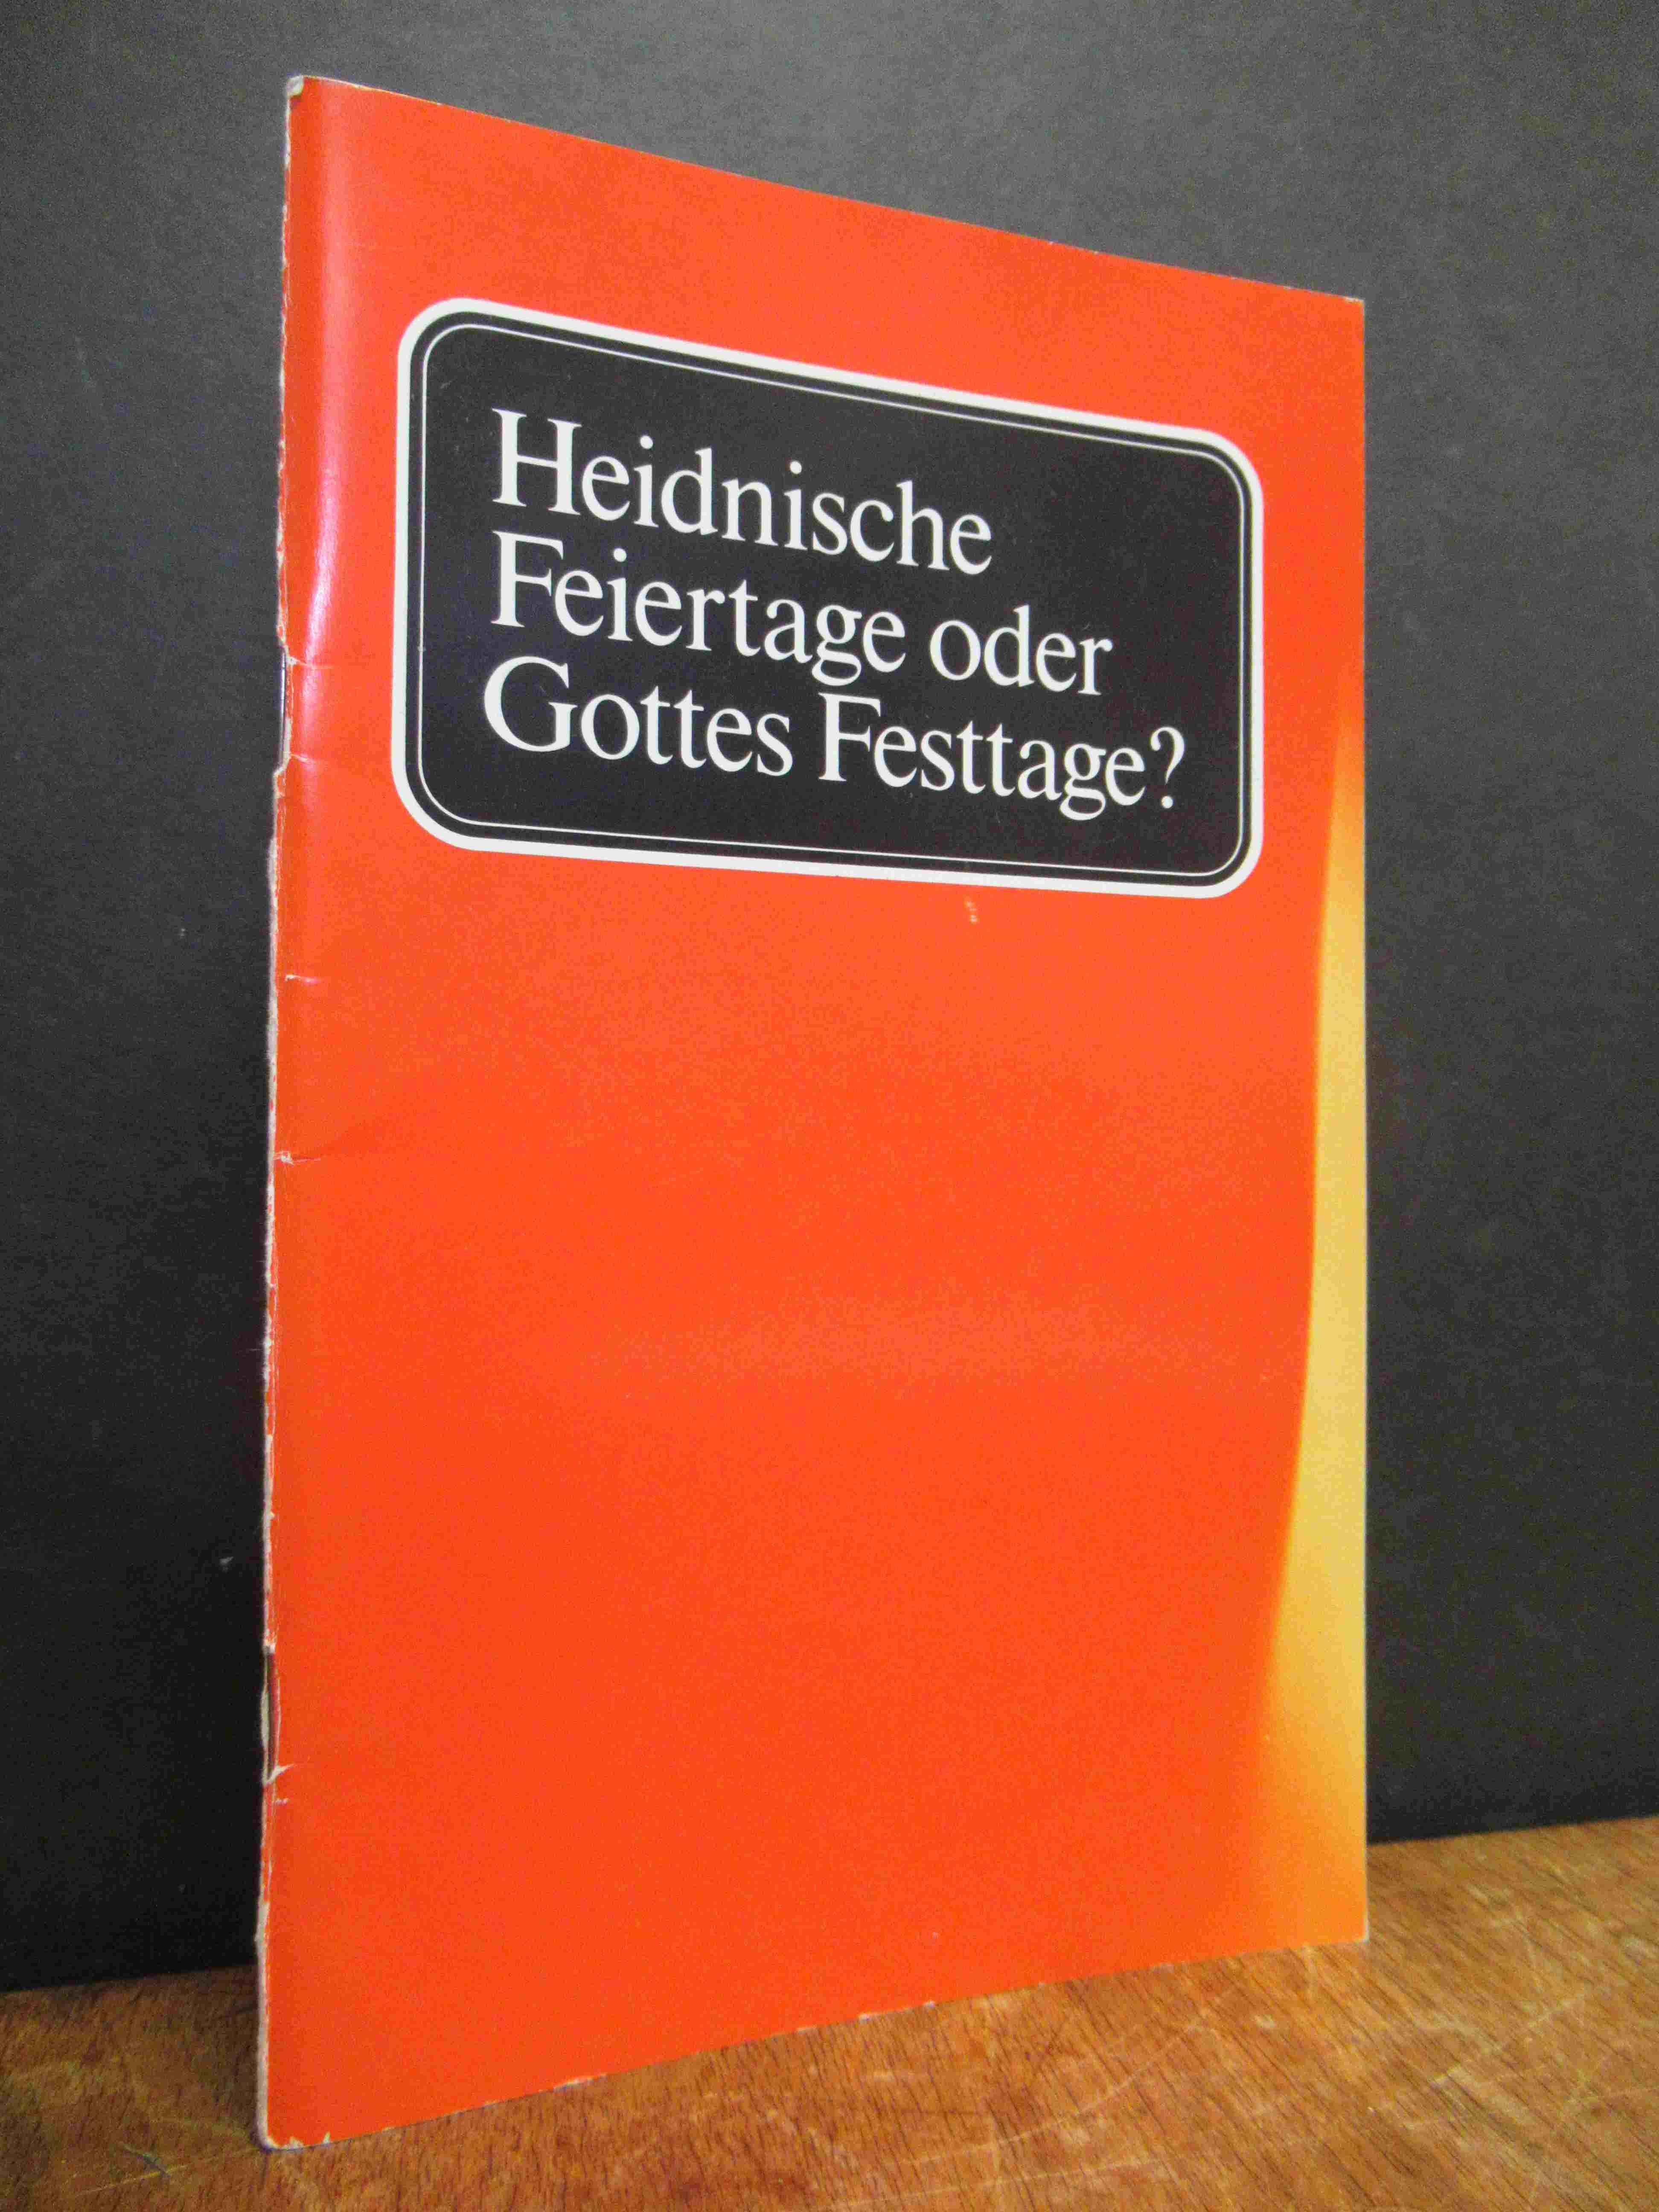 Heidnische
Feiertage oder
Gottes Festtage?